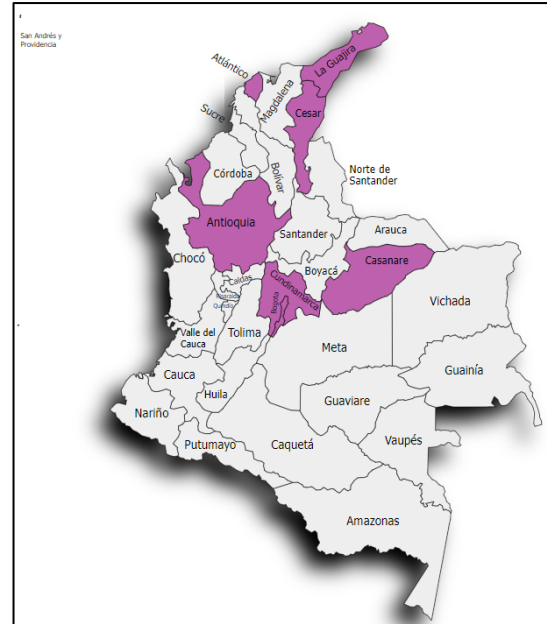 San Andrés y
Providencia
Atlántico
La Guajira
Magdalena
Cesar
Sucre
Bolívar
Córdoba
Norte de
Santander
Antioquia
Santander
Arauca
Chocó
Boyacá
Casanare
Caldas
Cundinamarca
Risaralda
Quindío
Bogotá
Vichada
Valle del
Cauca
Tolima
Meta
Cauca
Huila
Guainía
Guaviare
Nariño
Putumayo
Caquetá
Vaupés
Amazonas